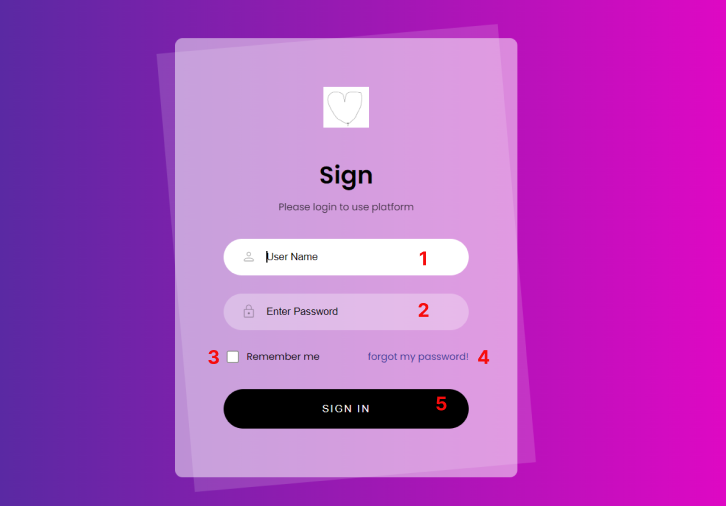 Sign
Please login to use platform
User Name 1
Enter Password 2
3 Remember me forgot my password! 4
SIGN IN 5